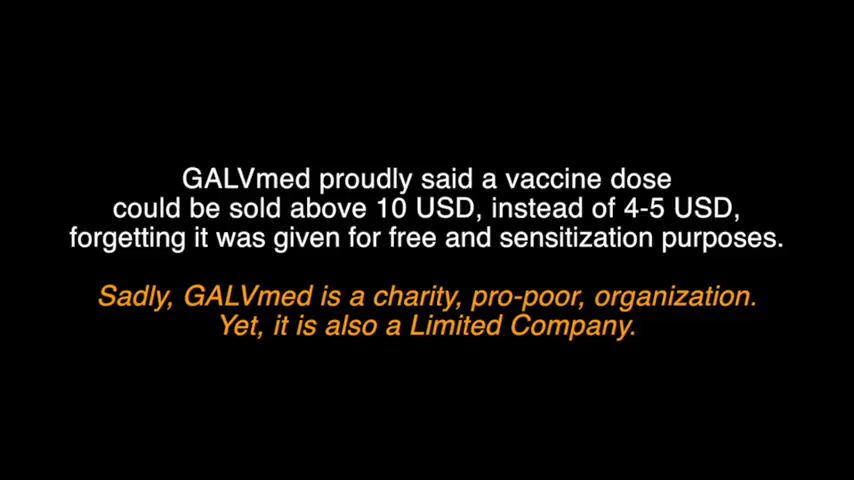 GALVmed proudly said a vaccine dose
could be sold above 10 USD, instead of 4-5 USD,
forgetting it was given for free and sensitization purposes.
Sadly, GALVmed is a charity, pro-poor, organization.
Yet, it is also a Limited Company.